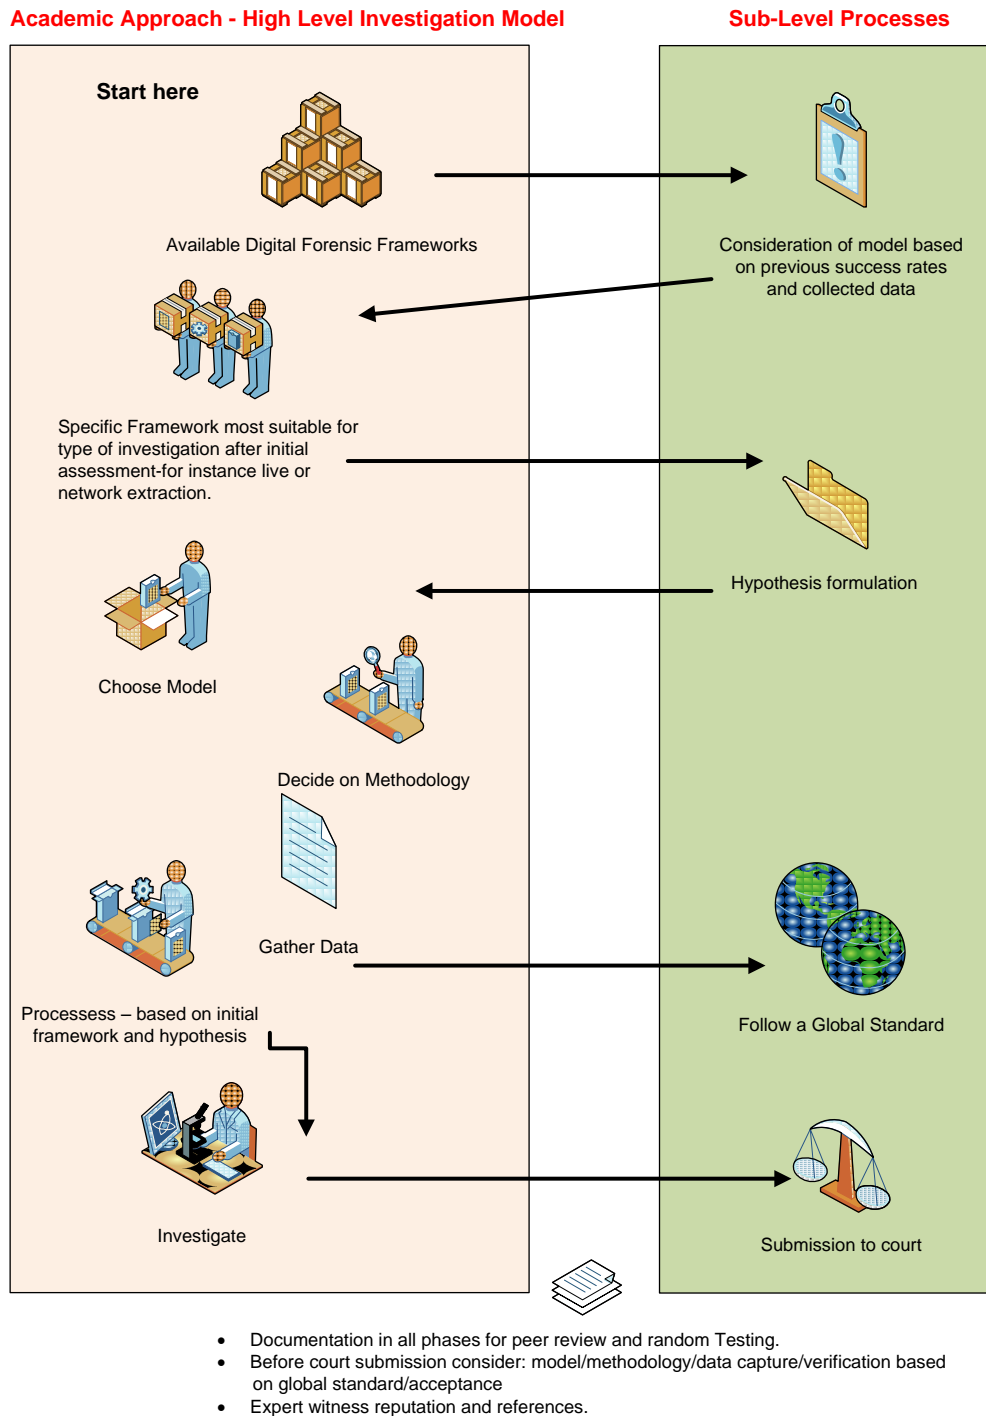 Academic Approach - High Level Investigation Model
Sub-Level Processes
Start here
Available Digital Forensic Frameworks
Consideration of model based
on previous success rates
and collected data
Specific Framework most suitable for
type of investigation after initial
assessment-for instance live or
network extraction.
Hypothesis formulation
Choose Model
Decide on Methodology
Gather Data
Processess – based on initial
framework and hypothesis
Follow a Global Standard
Investigate
Submission to court
• Documentation in all phases for peer review and random Testing.
• Before court submission consider: model/methodology/data capture/verification based
on global standard/acceptance
• Expert witness reputation and references.